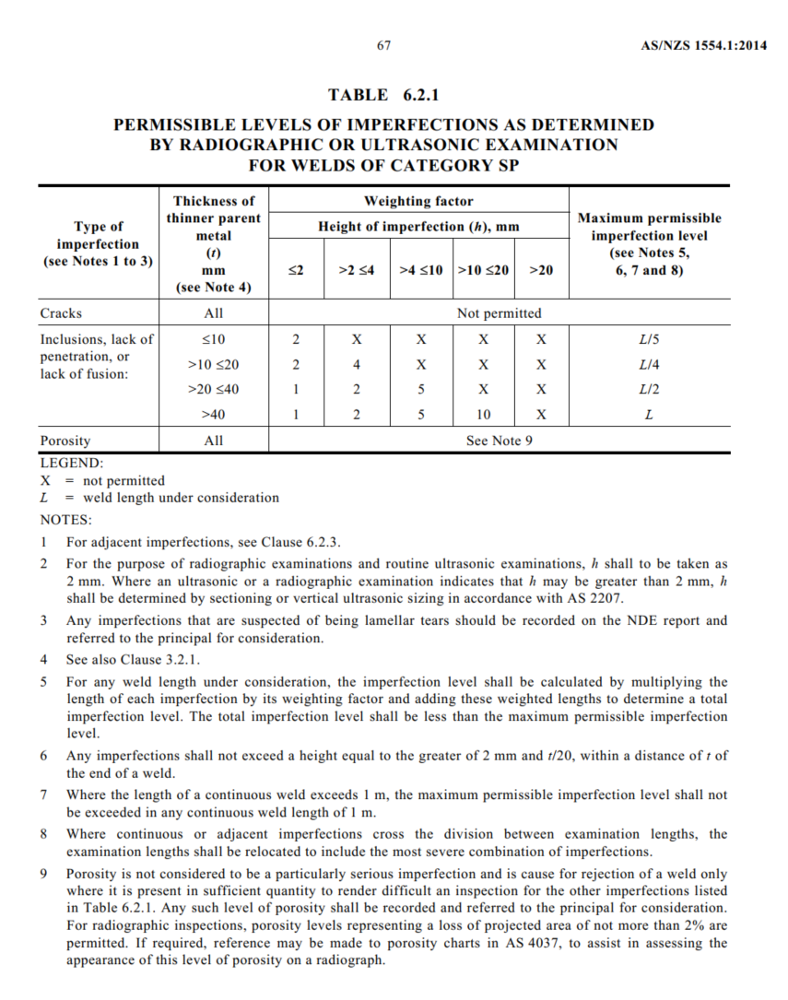 67
AS/NZS 1554.1:2014
TABLE 6.2.1
PERMISSIBLE LEVELS OF IMPERFECTIONS AS DETERMINED
BY RADIOGRAPHIC OR ULTRASONIC EXAMINATION
FOR WELDS OF CATEGORY SP
Type of
imperfection
(see Notes 1 to 3)
Thickness of
thinner parent
metal
(t)
mm
(see Note 4)
Weighting factor
Height of imperfection (h), mm
≤2 >2 ≤4 >4 ≤10 >10 ≤20 >20
Maximum permissible
imperfection level
(see Notes 5,
6, 7 and 8)
Cracks All Not permitted
Inclusions, lack of
penetration, or
lack of fusion:
≤10 2 X X X X L/5
>10 ≤20 2 4 X X X L/4
>20 ≤40 1 2 5 X X L/2
>40 1 2 5 10 X L
Porosity All See Note 9
LEGEND:
X = not permitted
L = weld length under consideration
NOTES:
1 For adjacent imperfections, see Clause 6.2.3.
2 For the purpose of radiographic examinations and routine ultrasonic examinations, h shall to be taken as
2 mm. Where an ultrasonic or a radiographic examination indicates that h may be greater than 2 mm, h
shall be determined by sectioning or vertical ultrasonic sizing in accordance with AS 2207.
3 Any imperfections that are suspected of being lamellar tears should be recorded on the NDE report and
referred to the principal for consideration.
4 See also Clause 3.2.1.
5 For any weld length under consideration, the imperfection level shall be calculated by multiplying the
length of each imperfection by its weighting factor and adding these weighted lengths to determine a total
imperfection level. The total imperfection level shall be less than the maximum permissible imperfection
level.
6 Any imperfections shall not exceed a height equal to the greater of 2 mm and t/20, within a distance of t of
the end of a weld.
7 Where the length of a continuous weld exceeds 1 m, the maximum permissible imperfection level shall not
be exceeded in any continuous weld length of 1 m.
8 Where continuous or adjacent imperfections cross the division between examination lengths, the
examination lengths shall be relocated to include the most severe combination of imperfections.
9 Porosity is not considered to be a particularly serious imperfection and is cause for rejection of a weld only
where it is present in sufficient quantity to render difficult an inspection for the other imperfections listed
in Table 6.2.1. Any such level of porosity shall be recorded and referred to the principal for consideration.
For radiographic inspections, porosity levels representing a loss of projected area of not more than 2% are
permitted. If required, reference may be made to porosity charts in AS 4037, to assist in assessing the
appearance of this level of porosity on a radiograph.